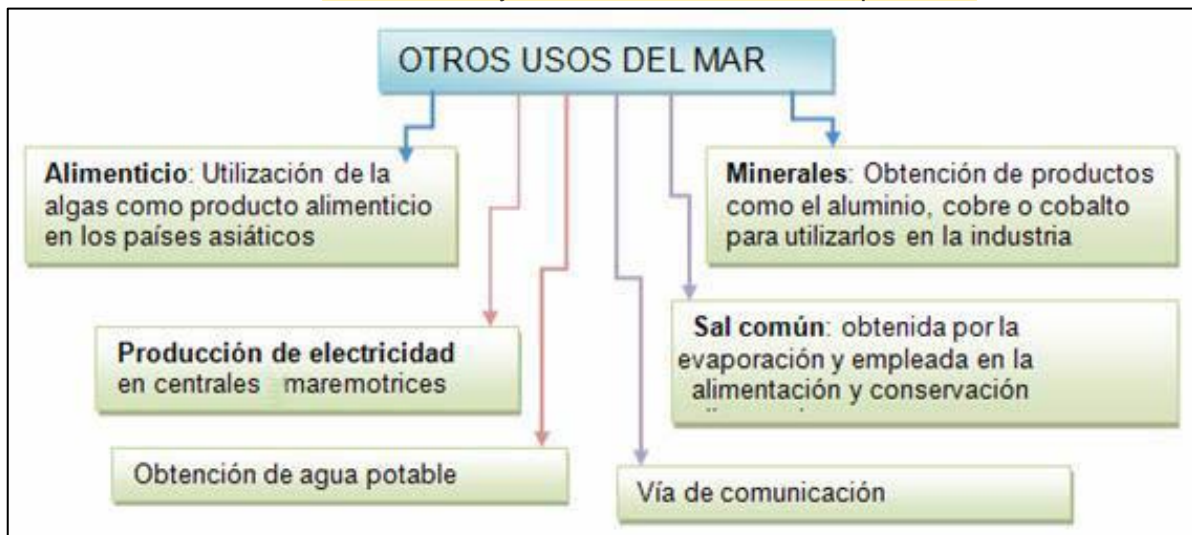 OTROS USOS DEL MAR
Alimenticio: Utilización de la
algas como producto alimenticio
en los países asiáticos
Minerales: Obtención de productos
como el aluminio, cobre o cobalto
para utilizarlos en la industria
Producción de electricidad
en centrales maremotrices
Sal común: obtenida por la
evaporación y empleada en la
alimentación y conservación
Obtención de agua potable
Vía de comunicación